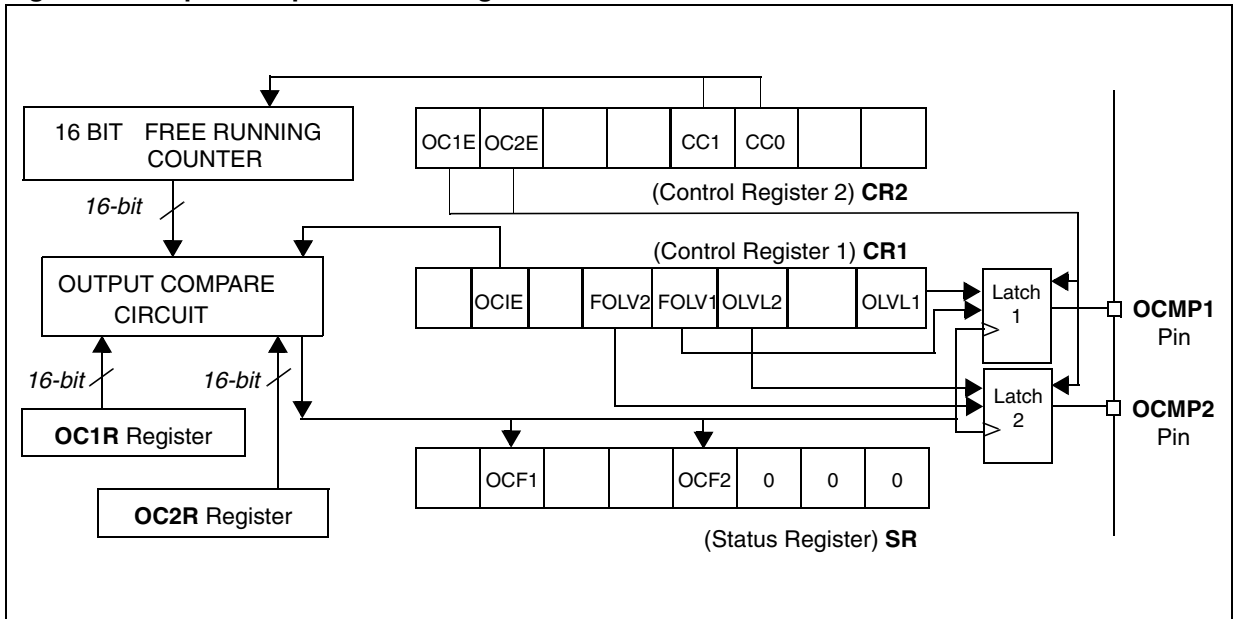 16 BIT FREE RUNNING
COUNTER
16-bit
OC1E OC2E CC1 CC0
(Control Register 2) CR2
(Control Register 1) CR1
OUTPUT COMPARE
CIRCUIT
OCIE FOLV2 FOLV1 OLVL2 OLVL1
Latch
1
OCMP1
Pin
16-bit 16-bit
Latch
2
OCMP2
Pin
OC1R Register
OCF1 OCF2 0 0 0
OC2R Register
(Status Register) SR